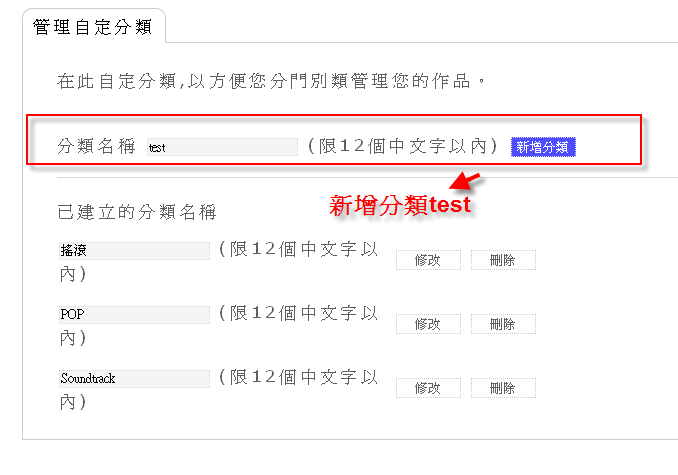 管理自定分類
在此自定分類,以方便您分門別類管理您的作品。
分類名稱 test (限12個中文字以內) 新增分類
新增分類test
已建立的分類名稱
搖滾 (限12個中文字以
內) 修改 刪除
POP (限12個中文字以
內) 修改 刪除
Soundtrack (限12個中文字以
內) 修改 刪除